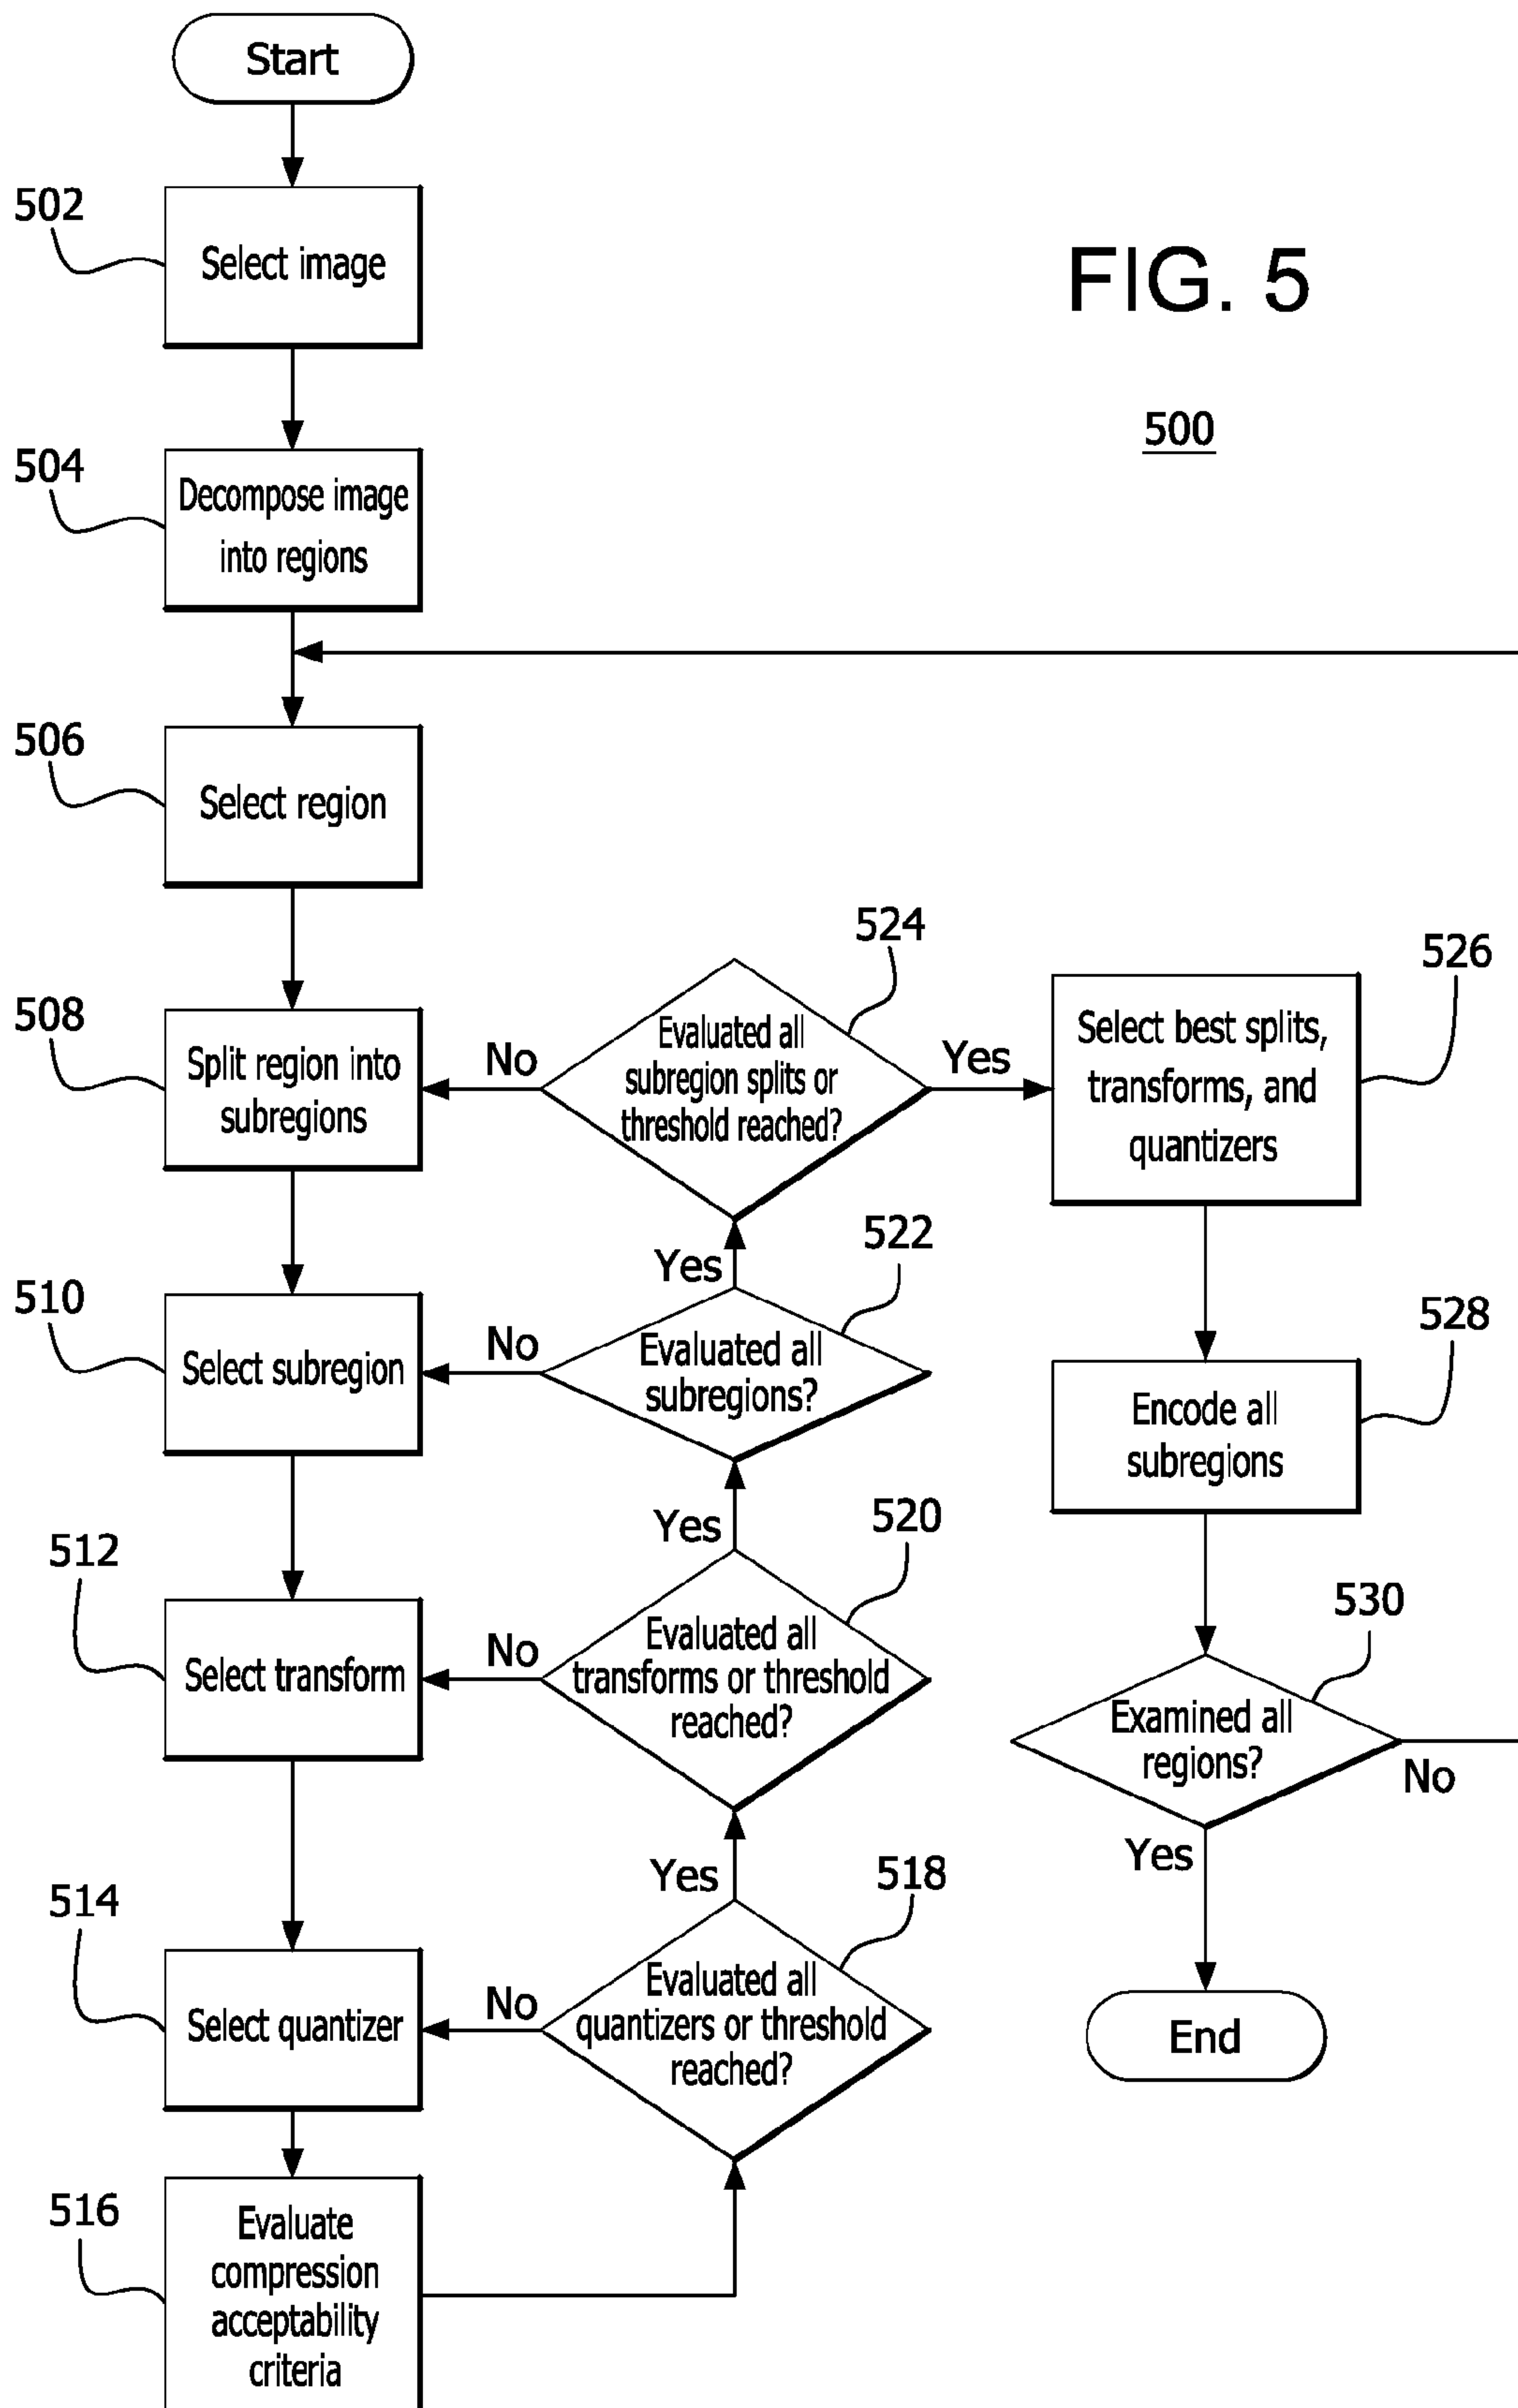 Start
502
Select image
FIG. 5
500
504
Decompose image
into regions
506
Select region
508
Split region into
subregions
No
524
Evaluated all
subregion splits or
threshold reached?
Yes
526
Select best splits,
transforms, and
quantizers
Yes
510
Select subregion
No
522
Evaluated all
subregions?
528
Encode all
subregions
Yes
512
Select transform
No
520
Evaluated all
transforms or threshold
reached?
530
Examined all
regions?
No
Yes
Yes
514
Select quantizer
No
518
Evaluated all
quantizers or threshold
reached?
End
516
Evaluate
compression
acceptability
criteria